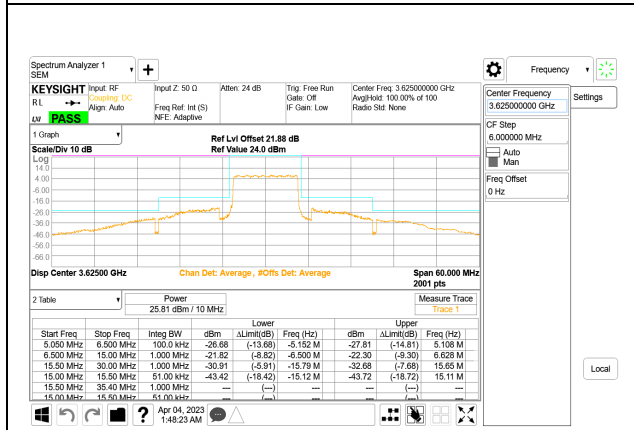 Spectrum Analyzer 1
SEM
+
Frequency
KEYSIGHT Input: RF Input Z: 50 Ω Atten: 24 dB Trig: Free Run Center Freq: 3.625000000 GHz
RL Coupling: DC Gate: Off Avg|Hold: 100.00% of 100
Align: Auto Freq Ref: Int (S) IF Gain: Low Radio Std: None
PASS NFE: Adaptive
Center Frequency
3.625000000 GHz
Settings
CF Step
6.000000 MHz
Auto
Man
Freq Offset
0 Hz
1 Graph Ref Lvl Offset 21.88 dB
Scale/Div 10 dB Ref Value 24.0 dBm
Log
14.0
4.00
-6.00
-16.0
-26.0
-36.0
-46.0
-56.0
-66.0
Disp Center 3.62500 GHz Chan Det: Average, #Offs Det: Average Span 60.000 MHz
2001 pts
2 Table Power Measure Trace
25.81 dBm / 10 MHz Trace 1
Lower Upper
Start Freq Stop Freq Integ BW dBm ΔLimit(dB) Freq (Hz) dBm ΔLimit(dB) Freq (Hz)
5.050 MHz 6.500 MHz 100.0 kHz -26.68 (-13.68) -5.152 M -27.81 (-14.81) 5.108 M
6.500 MHz 15.00 MHz 1.000 MHz -21.82 (-8.82) -6.500 M -22.30 (-9.30) 6.628 M
15.50 MHz 30.00 MHz 1.000 MHz -30.91 (-5.91) -15.79 M -32.68 (-7.68) 15.65 M
15.00 MHz 15.50 MHz 51.00 kHz -43.42 (-18.42) -15.12 M -43.72 (-18.72) 15.11 M
15.50 MHz 35.40 MHz 1.000 MHz --- (---) --- --- (---) ---
15.00 MHz 15.50 MHz 51.00 kHz --- (---) --- --- (---) ---
Local
? Apr 04, 2023
1:48:23 AM